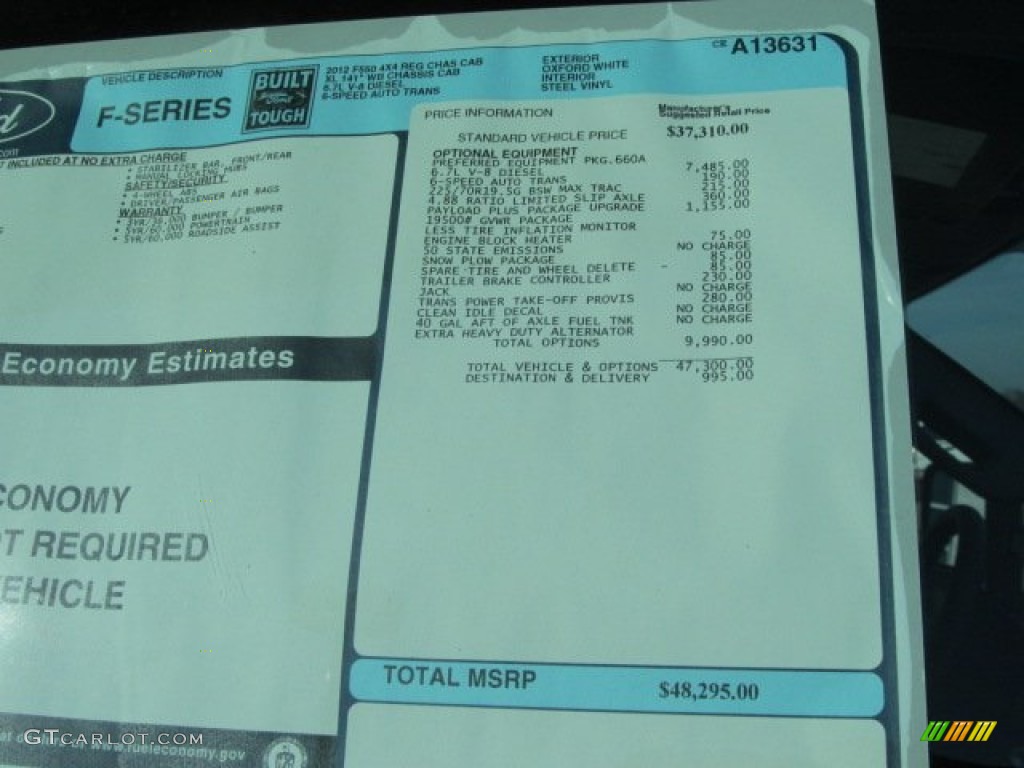 CE A13631
VEHICLE DESCRIPTION
F-SERIES
BUILT
Ford
TOUGH
2012 F550 4X4 REG CHAS CAB
XL 141" WB CHASSIS CAB
6.7L V-8 DIESEL
6-SPEED AUTO TRANS
EXTERIOR
OXFORD WHITE
INTERIOR
STEEL VINYL
.com
INCLUDED AT NO EXTRA CHARGE
• STABILIZER BAR, FRONT/REAR
• MANUAL LOCKING HUBS
SAFETY/SECURITY
• 4-WHEEL ABS
• DRIVER/PASSENGER AIR BAGS
WARRANTY
• 3YR/36,000 BUMPER / BUMPER
• 5YR/60,000 POWERTRAIN
• 5YR/60,000 ROADSIDE ASSIST
PRICE INFORMATION
Manufacturer's
Suggested Retail Price
STANDARD VEHICLE PRICE $37,310.00
OPTIONAL EQUIPMENT
PREFERRED EQUIPMENT PKG.660A
6.7L V-8 DIESEL 7,485.00
6-SPEED AUTO TRANS 190.00
225/70R19.5G BSW MAX TRAC 215.00
4.88 RATIO LIMITED SLIP AXLE 360.00
PAYLOAD PLUS PACKAGE UPGRADE 1,155.00
19500# GVWR PACKAGE
LESS TIRE INFLATION MONITOR
ENGINE BLOCK HEATER 75.00
50 STATE EMISSIONS NO CHARGE
SNOW PLOW PACKAGE 85.00
SPARE TIRE AND WHEEL DELETE - 85.00
TRAILER BRAKE CONTROLLER 230.00
JACK NO CHARGE
TRANS POWER TAKE-OFF PROVIS 280.00
CLEAN IDLE DECAL NO CHARGE
40 GAL AFT OF AXLE FUEL TNK NO CHARGE
EXTRA HEAVY DUTY ALTERNATOR
TOTAL OPTIONS 9,990.00
TOTAL VEHICLE & OPTIONS 47,300.00
DESTINATION & DELIVERY 995.00
Economy Estimates
CONOMY
T REQUIRED
EHICLE
TOTAL MSRP $48,295.00
www.fueleconomy.gov
GTCarlot.com